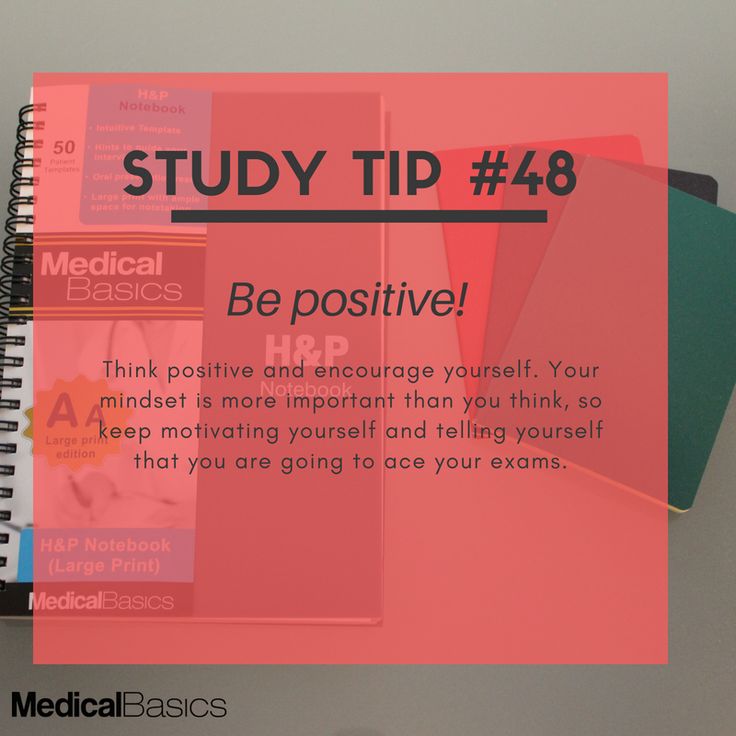 STUDY TIP #48
Be positive!
Think positive and encourage yourself. Your
mindset is more important than you think, so
keep motivating yourself and telling yourself
that you are going to ace your exams.
H&P
Notebook
50
Patient
Templates
• Intuitive Template
• Hints to guide your
• Oral presentation
• Large print with ample
space for notetaking
Medical
Basics
H&P
Notebook
AA
Large print
edition
H&P Notebook
(Large Print)
MedicalBasics
MedicalBasics